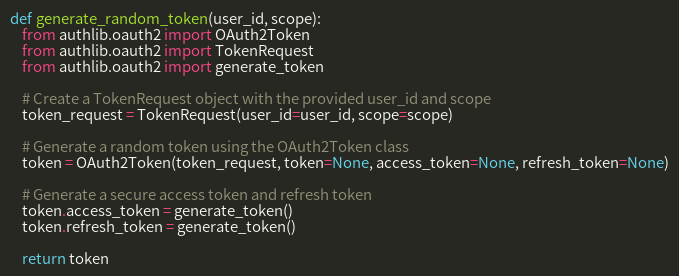 def generate_random_token(user_id, scope):
    from authlib.oauth2 import OAuth2Token
    from authlib.oauth2 import TokenRequest
    from authlib.oauth2 import generate_token

    # Create a TokenRequest object with the provided user_id and scope
    token_request = TokenRequest(user_id=user_id, scope=scope)

    # Generate a random token using the OAuth2Token class
    token = OAuth2Token(token_request, token=None, access_token=None, refresh_token=None)

    # Generate a secure access token and refresh token
    token.access_token = generate_token()
    token.refresh_token = generate_token()

    return token